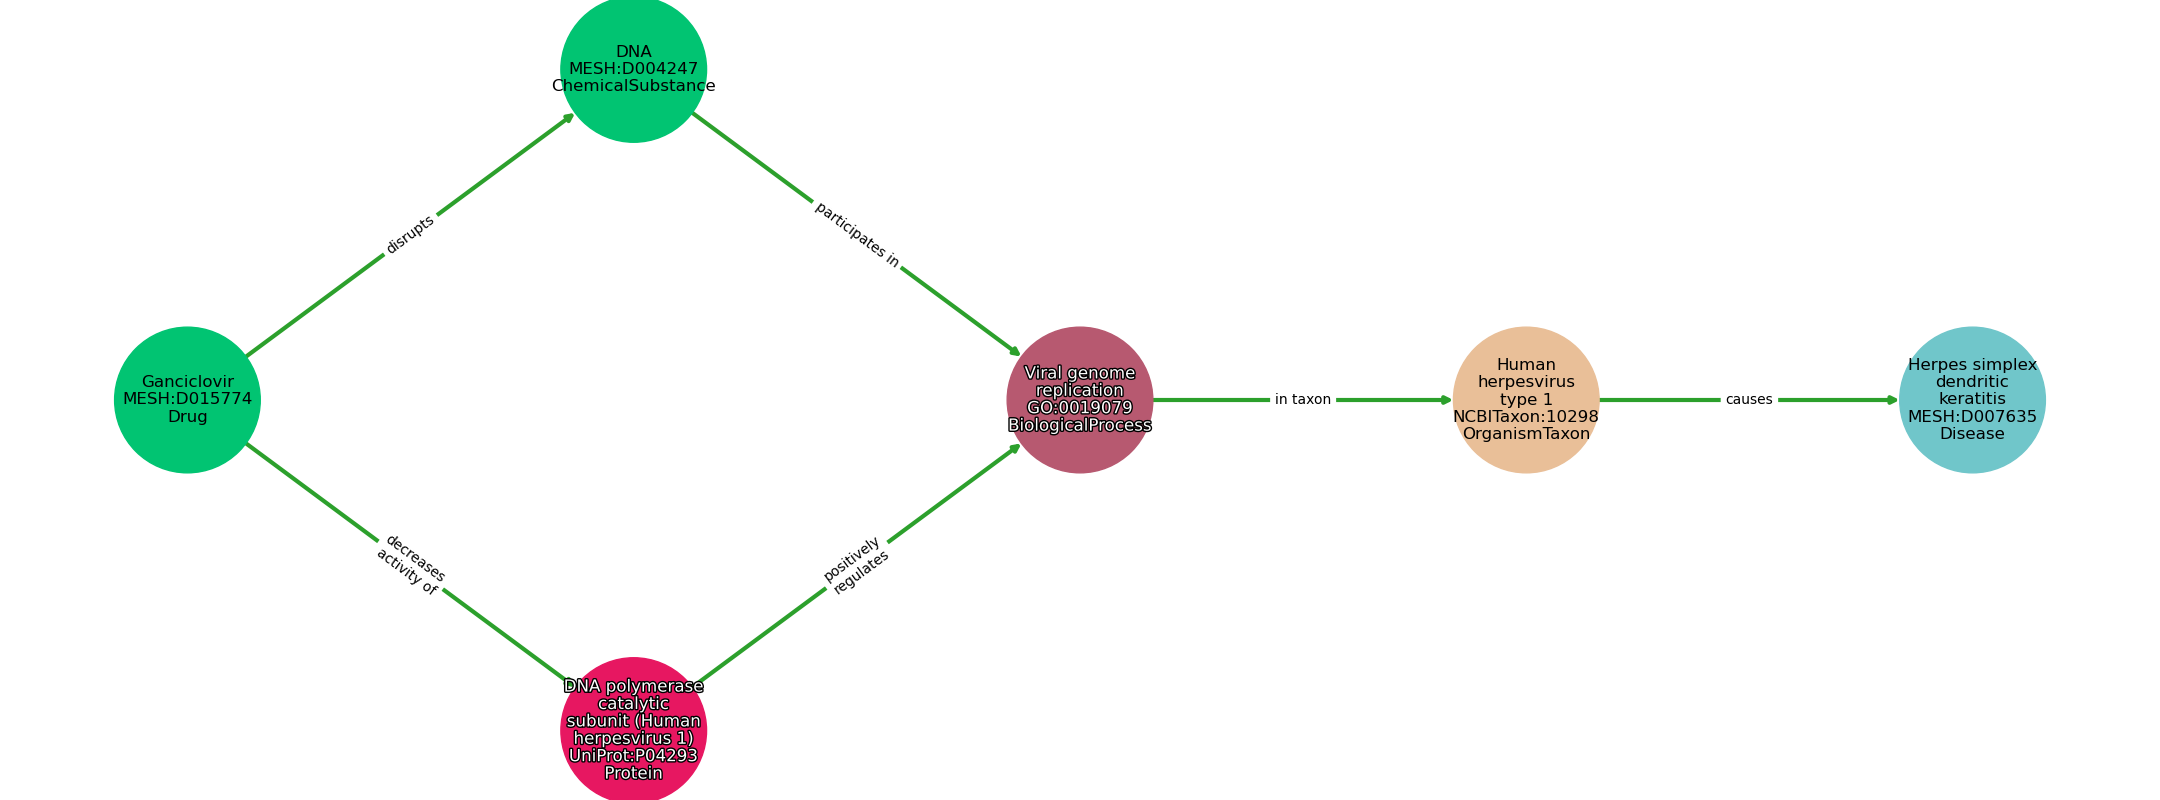 DNA
MESH:D004247
ChemicalSubstance
disrupts
participates in
Ganciclovir
MESH:D015774
Drug
Viral genome
replication
GO:0019079
BiologicalProcess
in taxon
Human
herpesvirus
type 1
NCBITaxon:10298
OrganismTaxon
causes
Herpes simplex
dendritic
keratitis
MESH:D007635
Disease
decreases
activity of
positively
regulates
DNA polymerase
catalytic
subunit (Human
herpesvirus 1)
UniProt:P04293
Protein